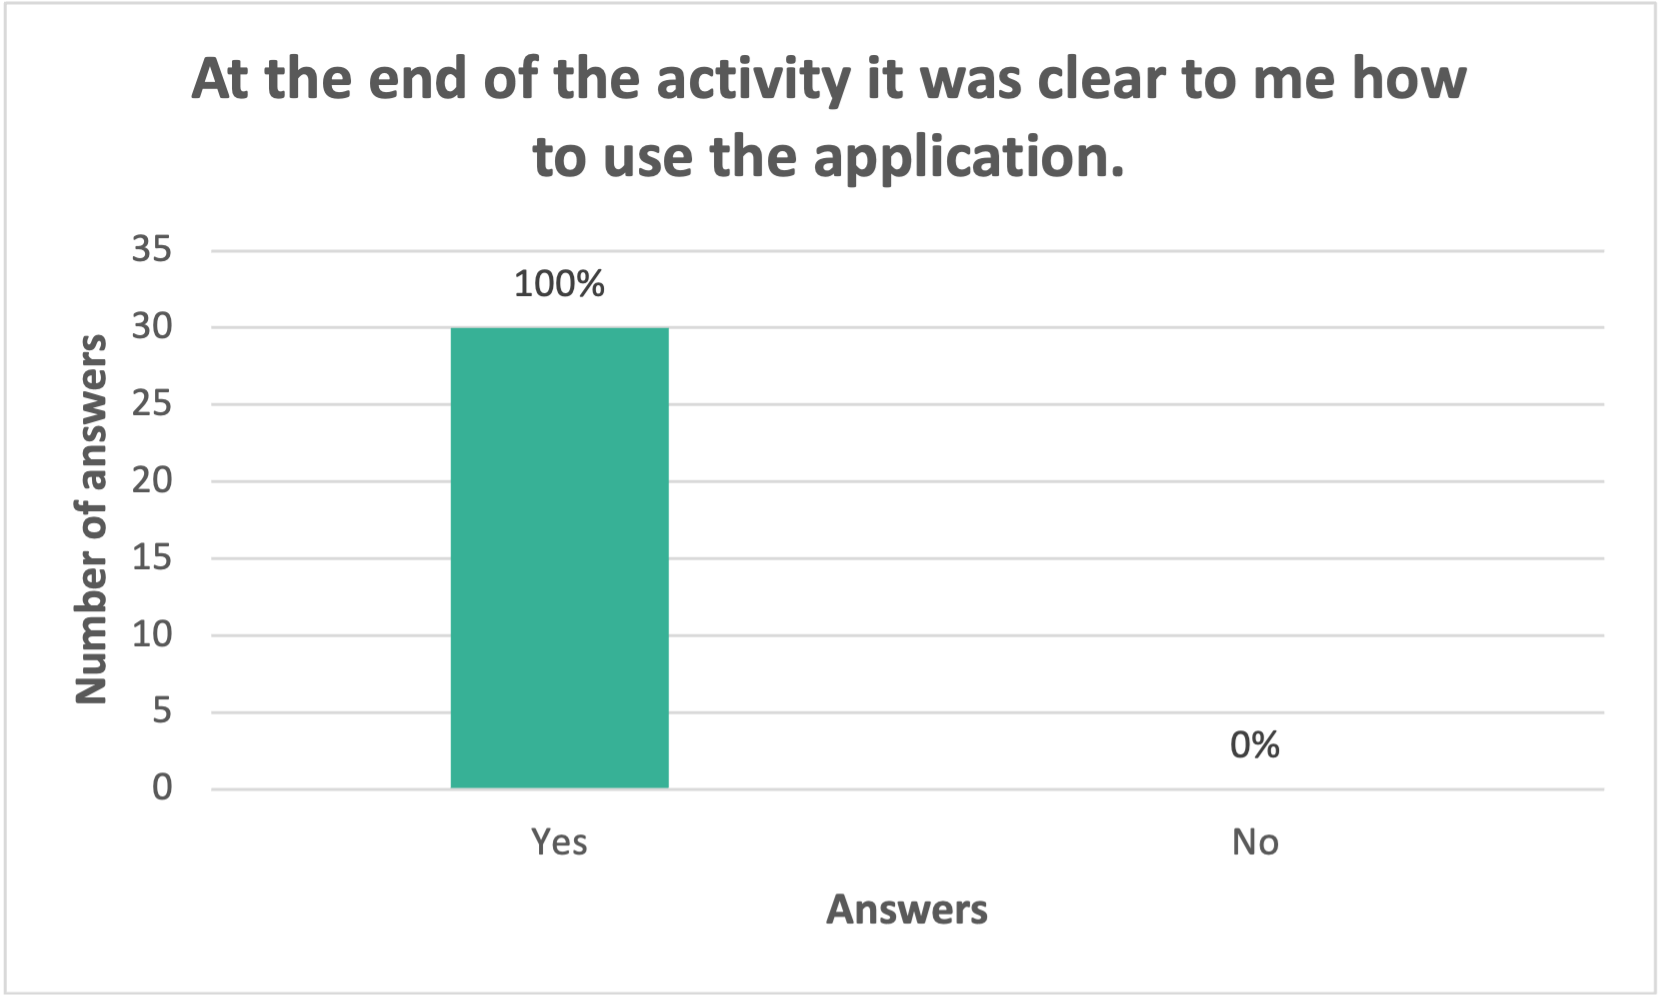 At the end of the activity it was clear to me how
to use the application.
35
100%
30
25
20
15
10
5
0%
0
Number of answers
Yes
No
Answers